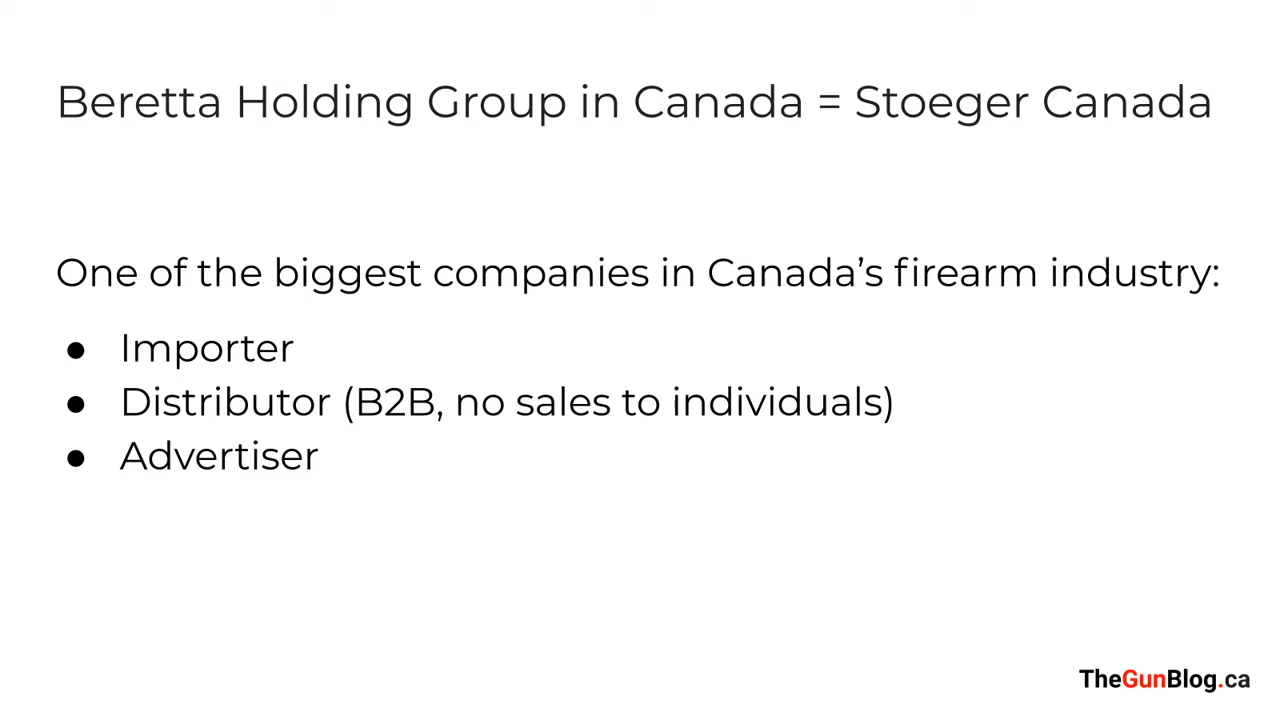 Beretta Holding Group in Canada = Stoeger Canada
One of the biggest companies in Canada’s firearm industry:
● Importer
● Distributor (B2B, no sales to individuals)
● Advertiser
TheGunBlog.ca